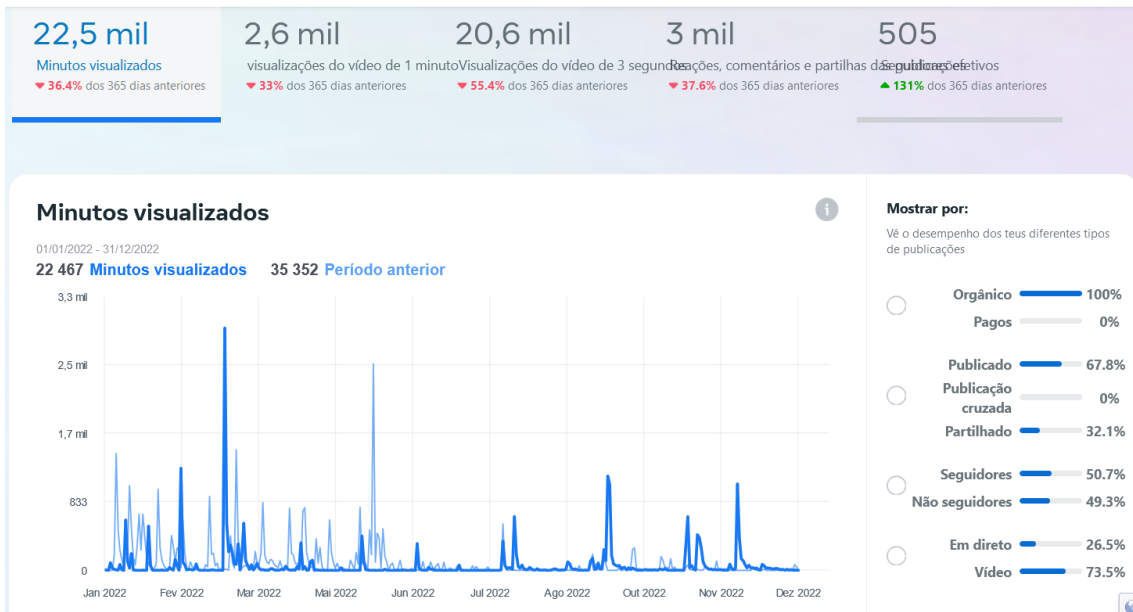 22,5 mil
Minutos visualizados
36.4% dos 365 dias anteriores
2,6 mil
visualizações do vídeo de 1 minuto
33% dos 365 dias anteriores
20,6 mil
Visualizações do vídeo de 3 segundos
55.4% dos 365 dias anteriores
3 mil
Reações, comentários e partilhas das publicações
37.6% dos 365 dias anteriores
505
Seguidores efetivos
131% dos 365 dias anteriores
Minutos visualizados
01/01/2022 - 31/12/2022
22 467 Minutos visualizados 35 352 Período anterior
3,3 mil
2,5 mil
1,7 mil
833
0
Jan 2022 Fev 2022 Mar 2022 Mai 2022 Jun 2022 Jul 2022 Ago 2022 Out 2022 Nov 2022 Dez 2022
Mostrar por:
Vê o desempenho dos teus diferentes tipos
de publicações
Orgânico 100%
Pagos 0%
Publicado 67.8%
Publicação
cruzada 0%
Partilhado 32.1%
Seguidores 50.7%
Não seguidores 49.3%
Em direto 26.5%
Vídeo 73.5%